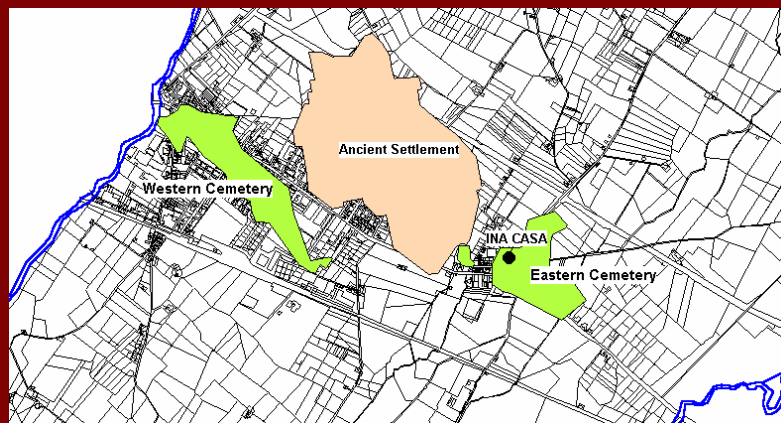 Ancient Settlement
Western Cemetery
INA CASA
Eastern Cemetery